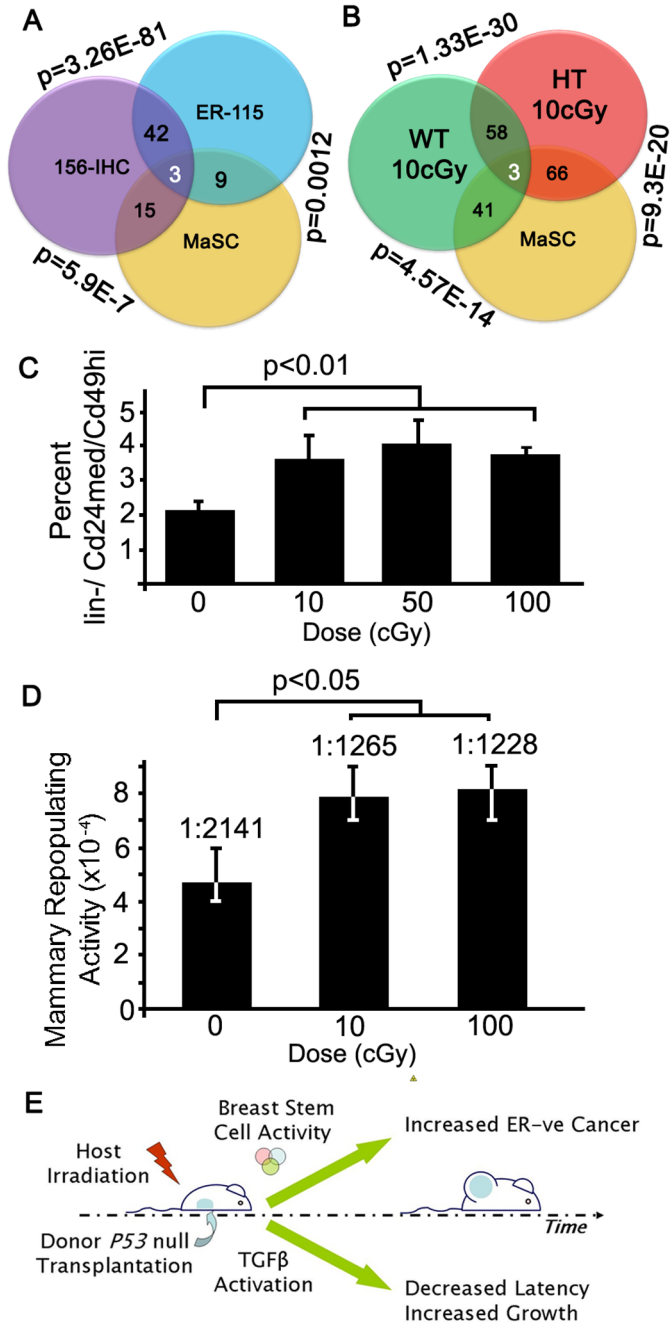 A
p=3.26E-81
ER-115
42
156-IHC
3
9
15
MaSC
p=0.0012
p=5.9E-7
B
p=1.33E-30
HT
10cGy
58
WT
10cGy
3
66
41
MaSC
p=9.3E-20
p=4.57E-14
C
p<0.01
Percent
lin-/ Cd24med/Cd49hi
5
4
3
2
1
0
10
50
100
Dose (cGy)
D
p<0.05
1:2141
1:1265
1:1228
Mammary Repopulating
Activity (x10⁻⁴)
8
6
4
2
0
0
10
100
Dose (cGy)
E
Breast Stem
Cell Activity
Increased ER-ve Cancer
Host
Irradiation
Time
Donor P53 null
Transplantation
TGFβ
Activation
Decreased Latency
Increased Growth